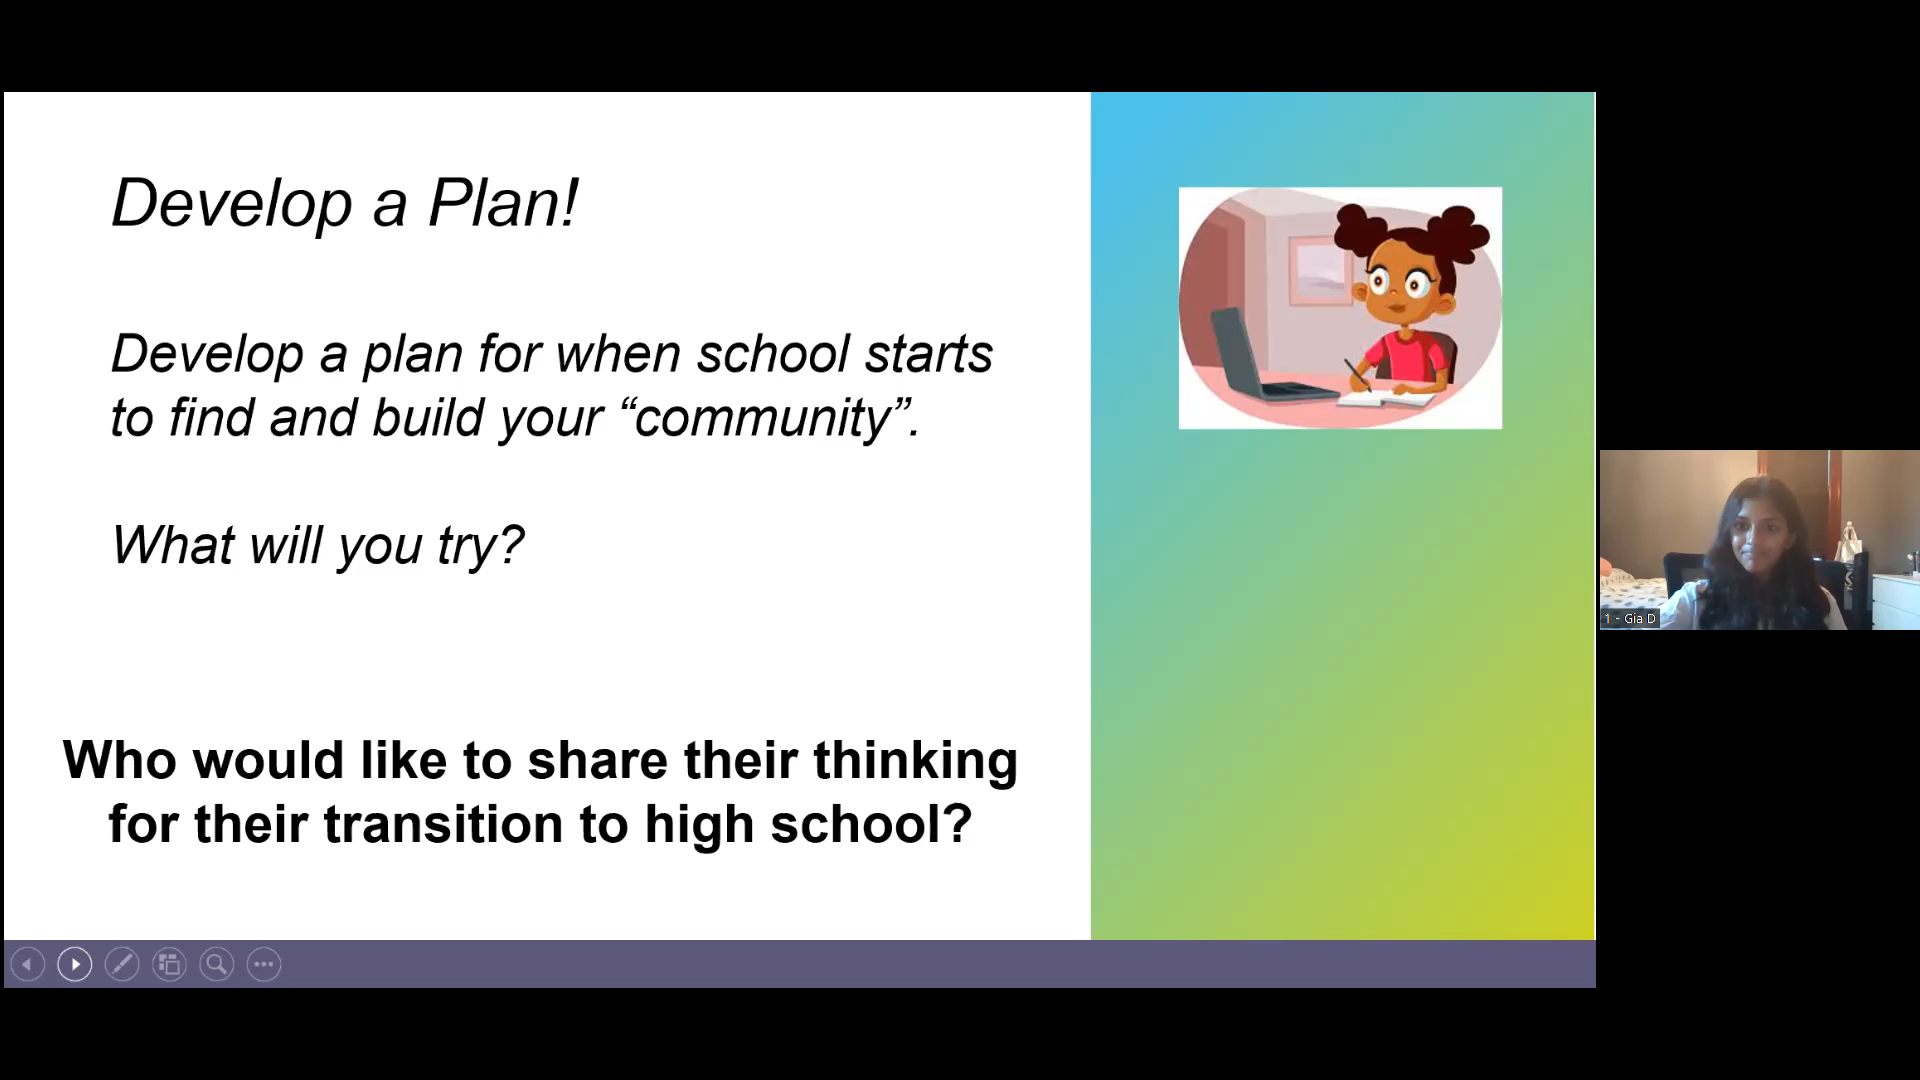 Develop a Plan!
Develop a plan for when school starts
to find and build your “community”.
What will you try?
Who would like to share their thinking
for their transition to high school?
1 - Gia D